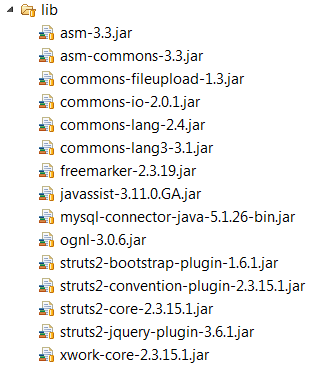 lib
asm-3.3.jar
asm-commons-3.3.jar
commons-fileupload-1.3.jar
commons-io-2.0.1.jar
commons-lang-2.4.jar
commons-lang3-3.1.jar
freemarker-2.3.19.jar
javassist-3.11.0.GA.jar
mysql-connector-java-5.1.26-bin.jar
ognl-3.0.6.jar
struts2-bootstrap-plugin-1.6.1.jar
struts2-convention-plugin-2.3.15.1.jar
struts2-core-2.3.15.1.jar
struts2-jquery-plugin-3.6.1.jar
xwork-core-2.3.15.1.jar